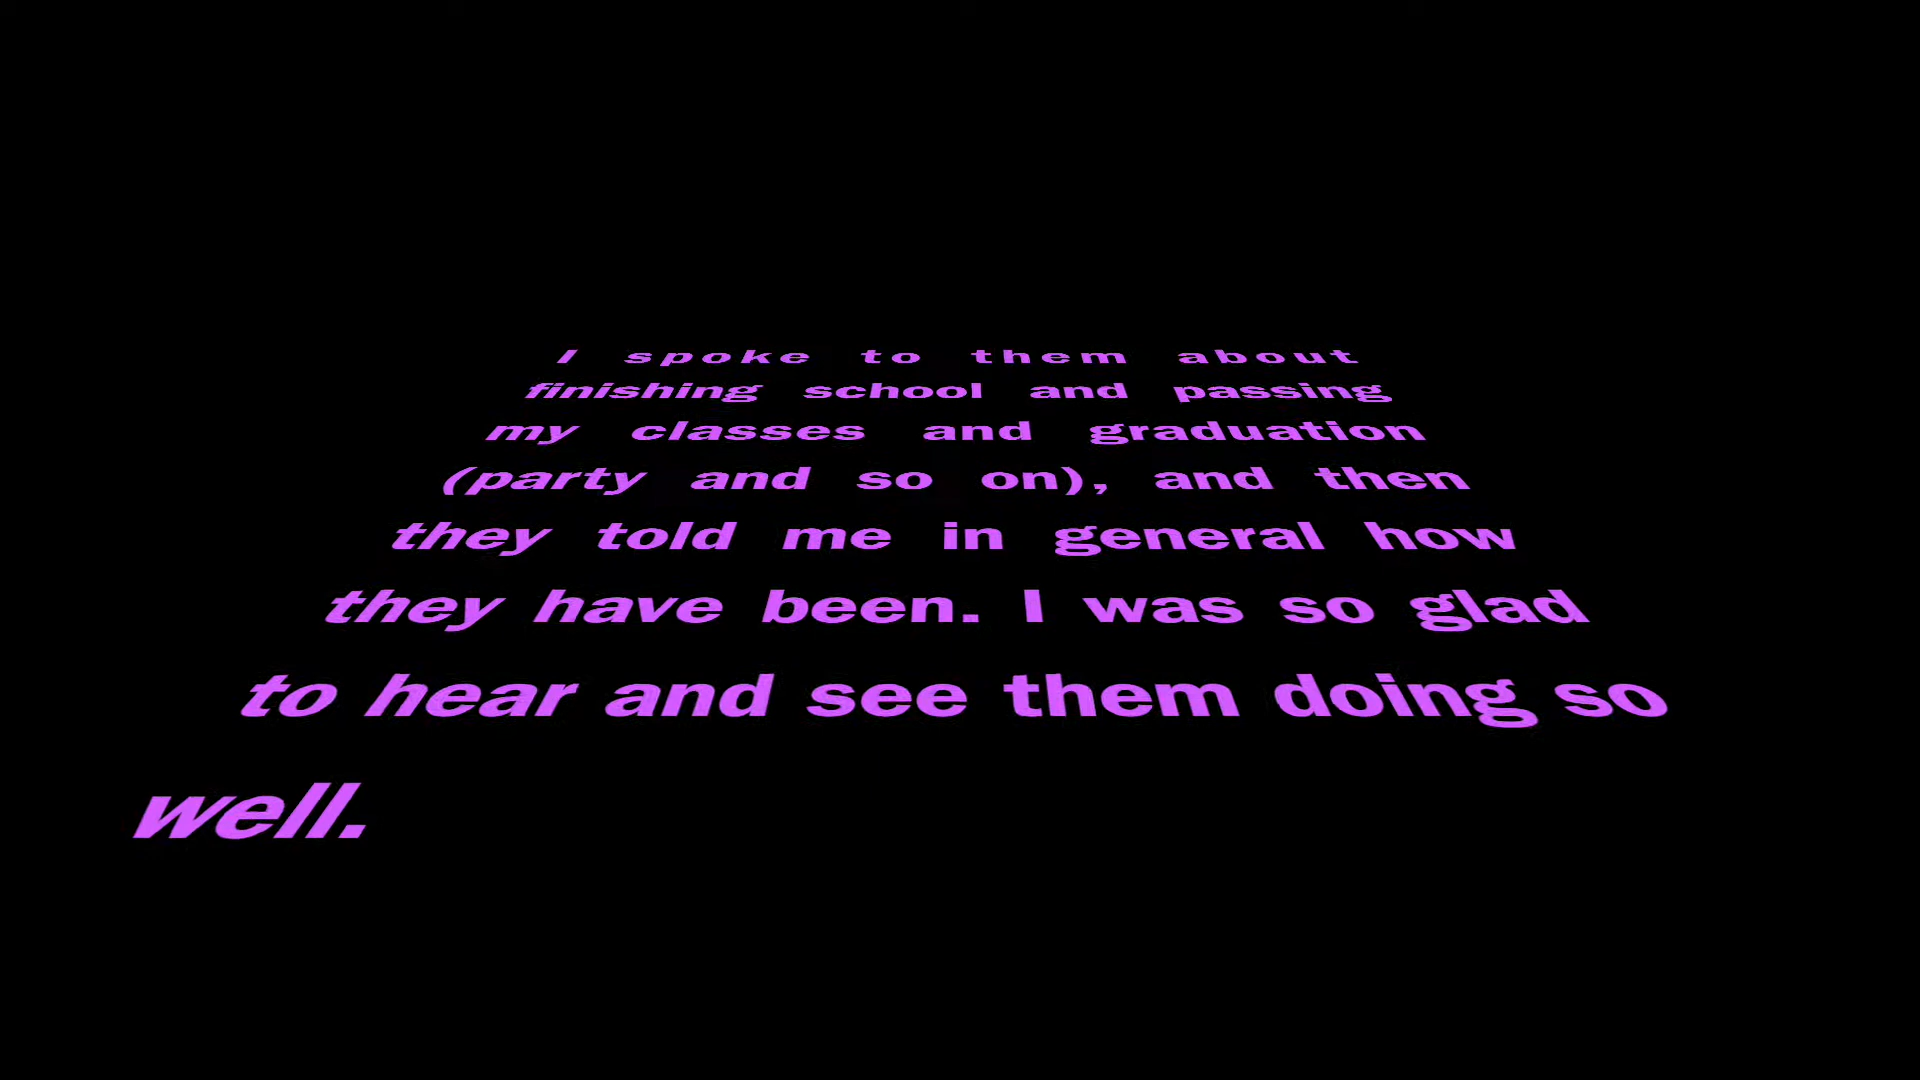 I spoke to them about
finishing school and passing
my classes and graduation
(party and so on), and then
they told me in general how
they have been. I was so glad
to hear and see them doing so
well.